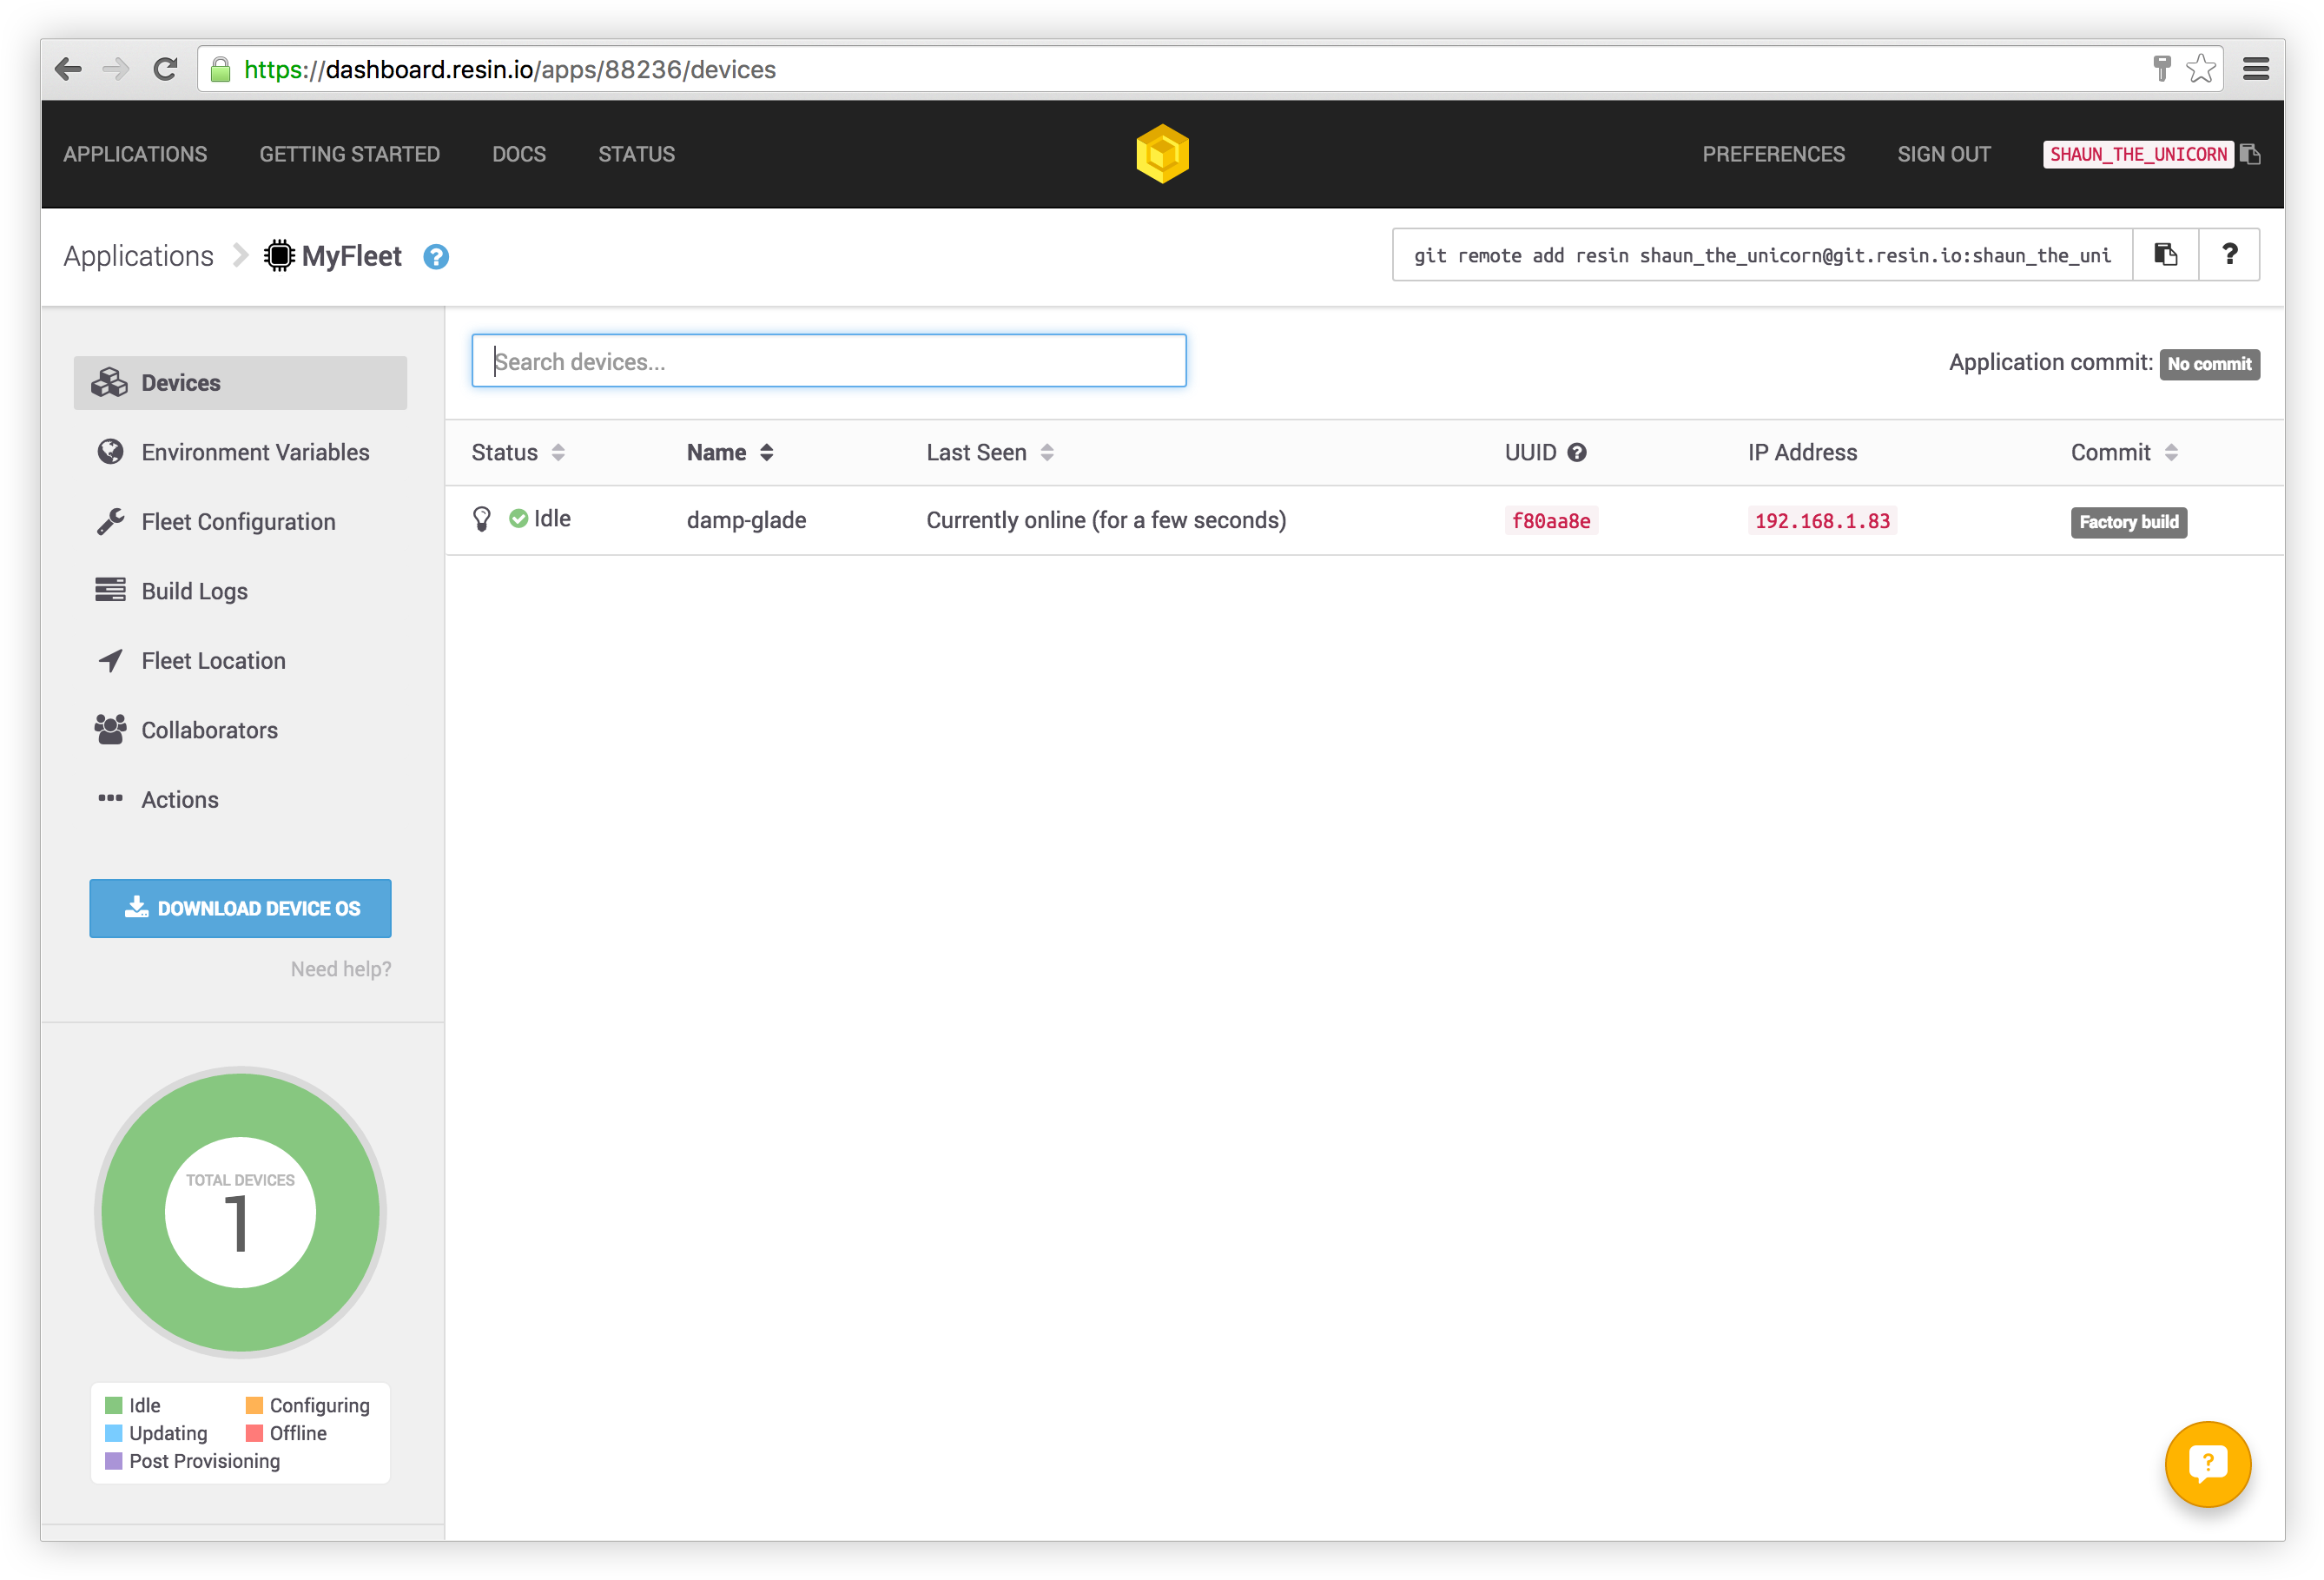 https://dashboard.resin.io/apps/88236/devices
APPLICATIONS GETTING STARTED DOCS STATUS PREFERENCES SIGN OUT SHAUN_THE_UNICORN
Applications MyFleet ? git remote add resin shaun_the_unicorn@git.resin.io:shaun_the_uni ?
Devices
Environment Variables
Fleet Configuration
Build Logs
Fleet Location
Collaborators
Actions
DOWNLOAD DEVICE OS
Need help?
TOTAL DEVICES
1
Idle Configuring
Updating Offline
Post Provisioning
Search devices... Application commit: No commit
Status Name Last Seen UUID ? IP Address Commit
Idle damp-glade Currently online (for a few seconds) f80aa8e 192.168.1.83 Factory build
?